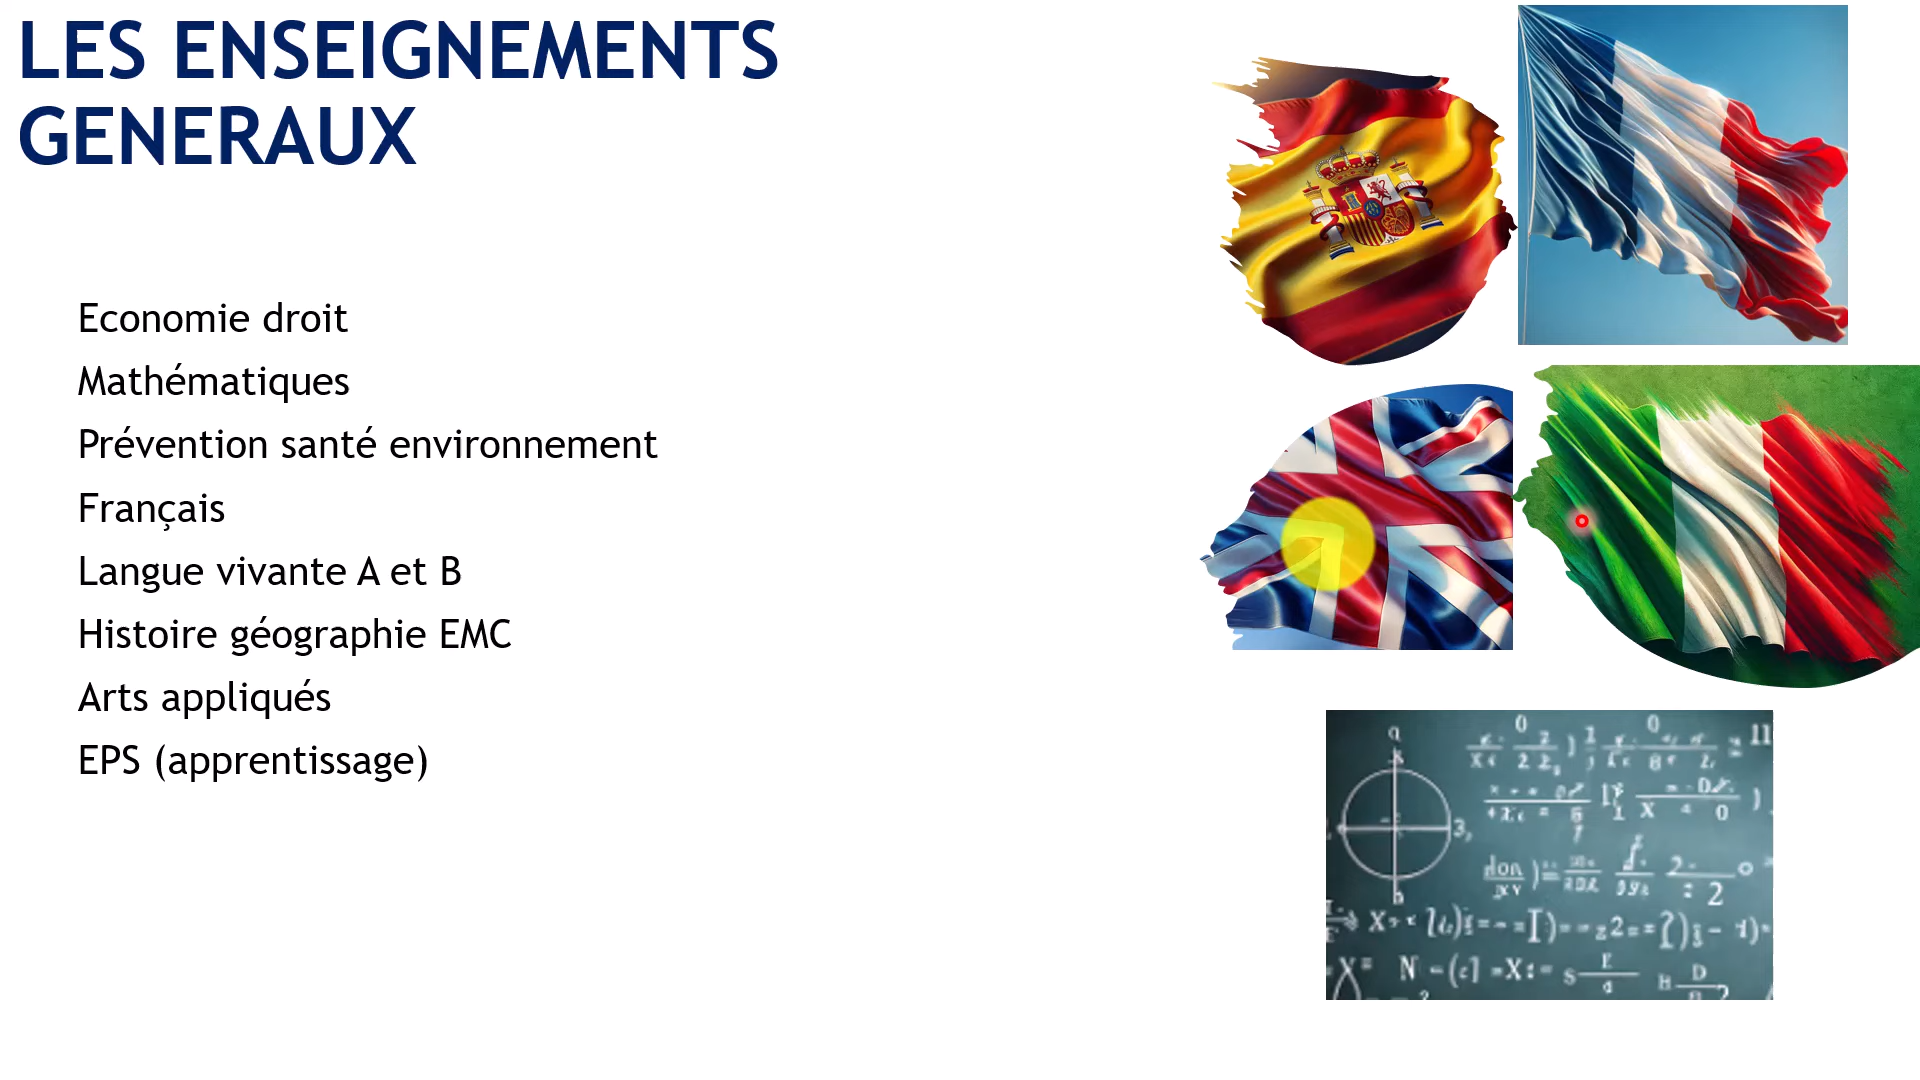 LES ENSEIGNEMENTS
GENERAUX
Economie droit
Mathématiques
Prévention santé environnement
Français
Langue vivante A et B
Histoire géographie EMC
Arts appliqués
EPS (apprentissage)